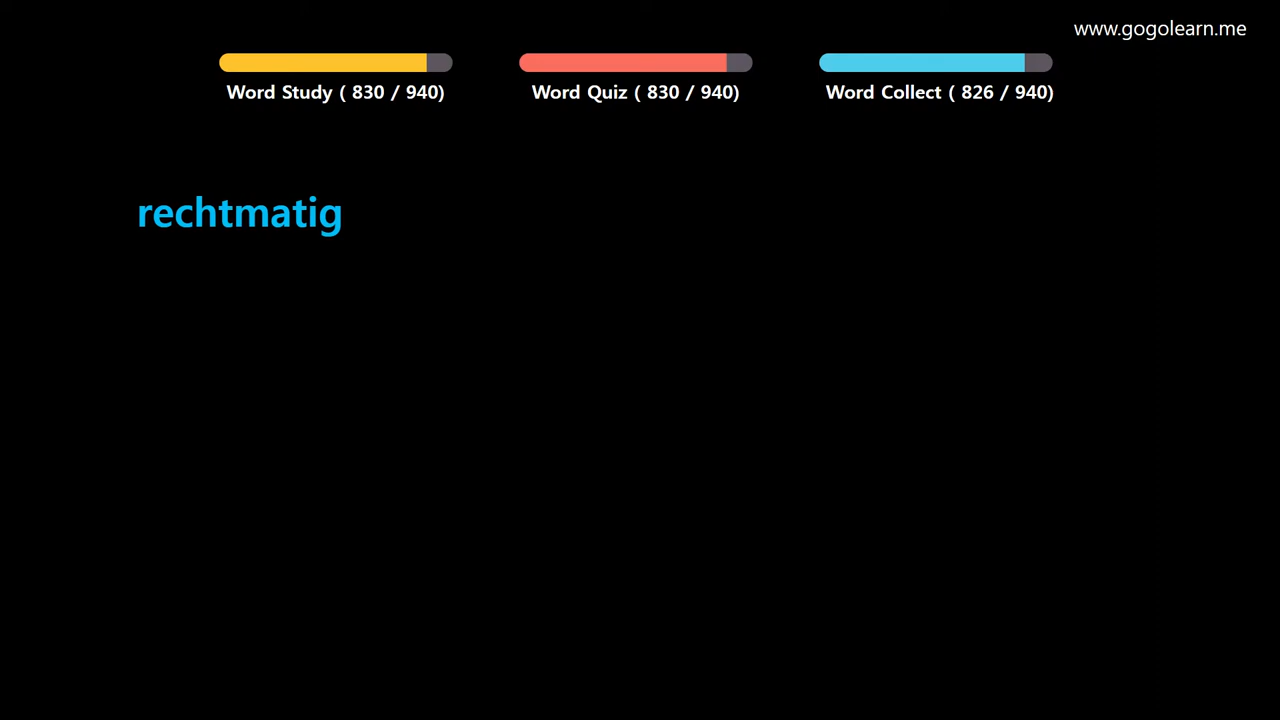 www.gogolearn.me
Word Study ( 830 / 940)
Word Quiz ( 830 / 940)
Word Collect ( 826 / 940)
rechtmatig